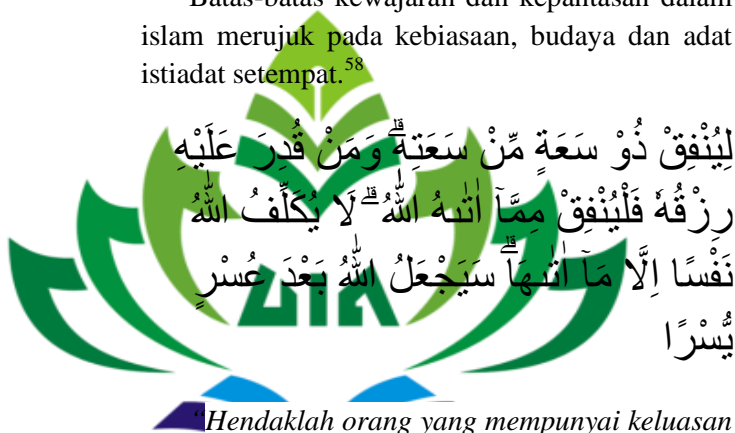 Batas-batas kewajaran dan kepantasan dalam
islam merujuk pada kebiasaan, budaya dan adat
istiadat setempat.58
لِيُنْفِقْ ذُوْ سَعَةٍ مِّنْ سَعَتِهٖۗ وَمَنْ قُدِرَ عَلَيْهِ
رِزْقُهٗ فَلْيُنْفِقْ مِمَّآ اٰتٰىهُ اللّٰهُ ۗ لَا يُكَلِّفُ اللّٰهُ
نَفْسًا اِلَّا مَآ اٰتٰىهَاۗ سَيَجْعَلُ اللّٰهُ بَعْدَ عُسْرٍ
يُّسْرًا
“Hendaklah orang yang mempunyai keluasan